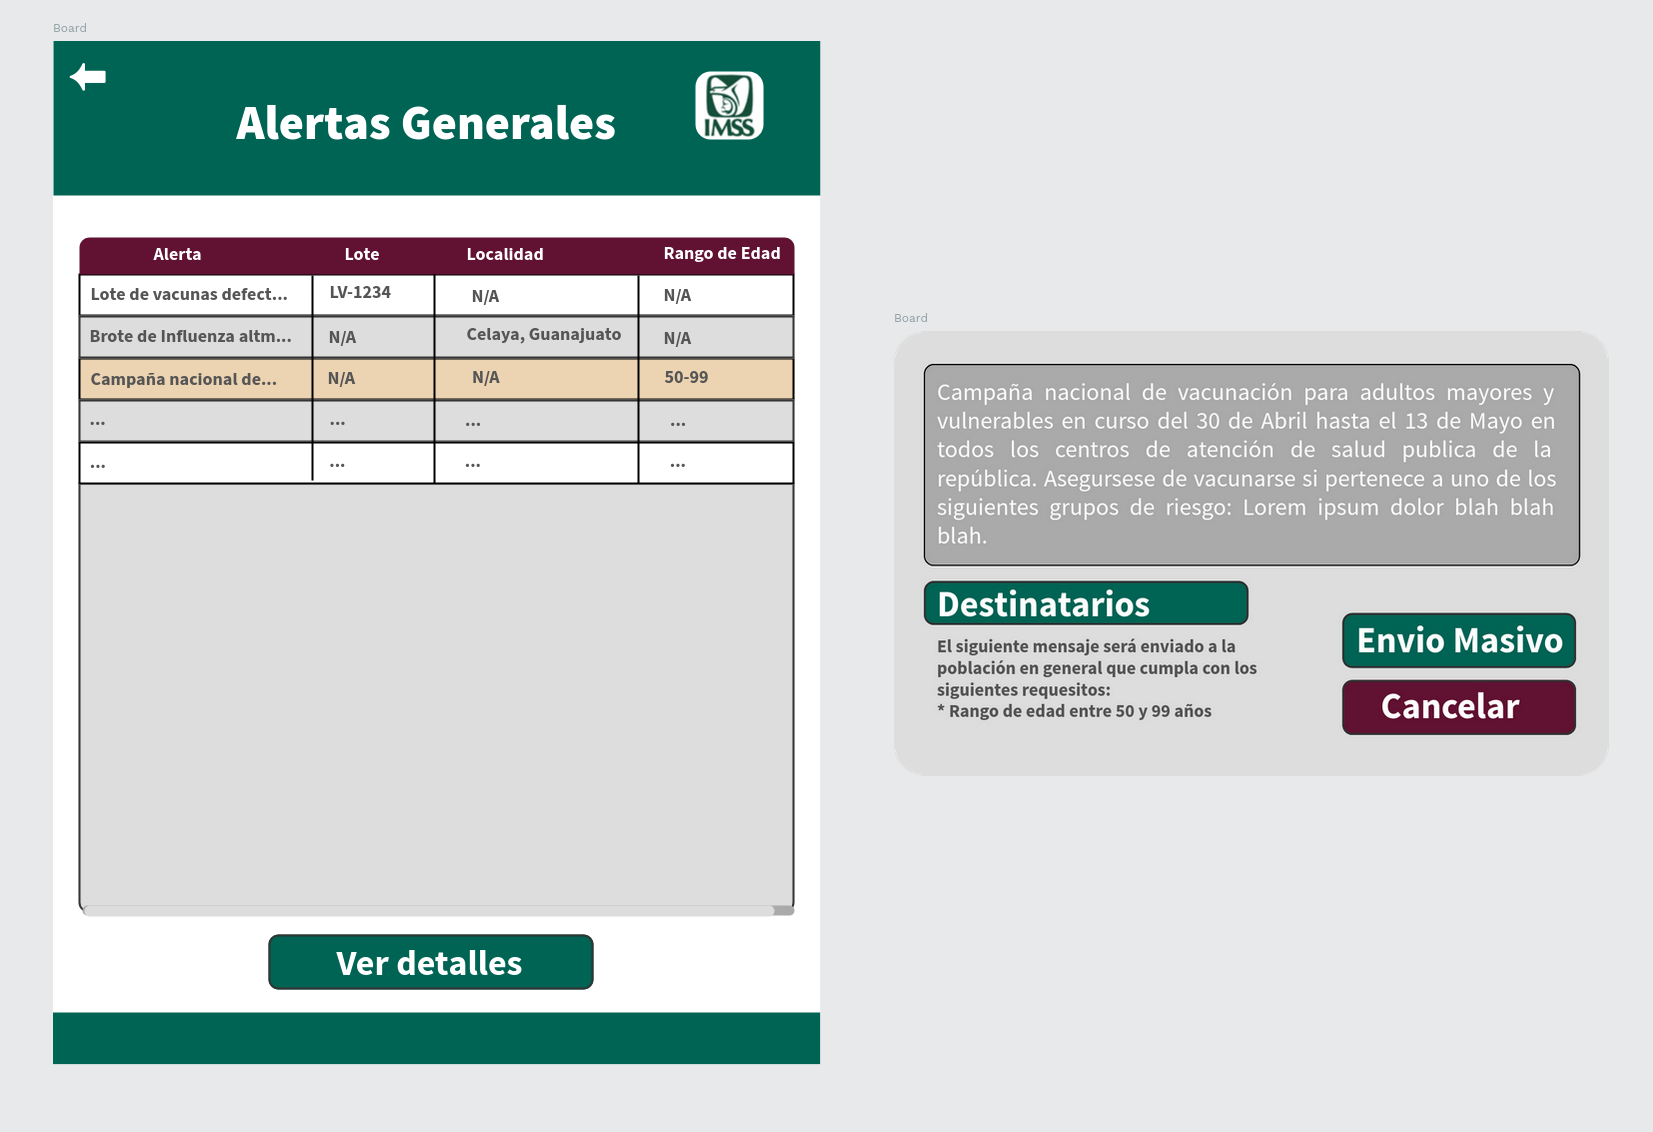 Board
Alertas Generales
IMSS
Alerta Lote Localidad Rango de Edad
Lote de vacunas defect... LV-1234 N/A N/A
Brote de Influenza altm... N/A Celaya, Guanajuato N/A
Campaña nacional de... N/A N/A 50-99
... ... ... ...
... ... ... ...
Ver detalles
Board
Campaña nacional de vacunación para adultos mayores y
vulnerables en curso del 30 de Abril hasta el 13 de Mayo en
todos los centros de atención de salud publica de la
república. Asegursese de vacunarse si pertenece a uno de los
siguientes grupos de riesgo: Lorem ipsum dolor blah blah
blah.
Destinatarios
El siguiente mensaje será enviado a la
población en general que cumpla con los
siguientes requesitos:
* Rango de edad entre 50 y 99 años
Envio Masivo
Cancelar